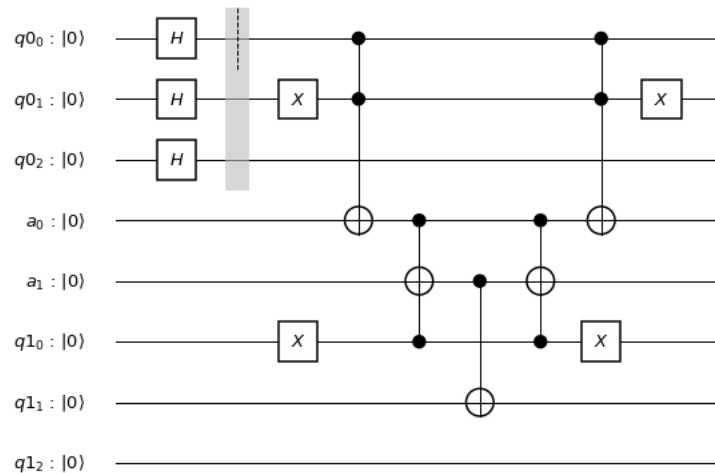 q0₀ : |0⟩ H
q0₁ : |0⟩ H X X
q0₂ : |0⟩ H
a₀ : |0⟩
a₁ : |0⟩
q1₀ : |0⟩ X X
q1₁ : |0⟩
q1₂ : |0⟩